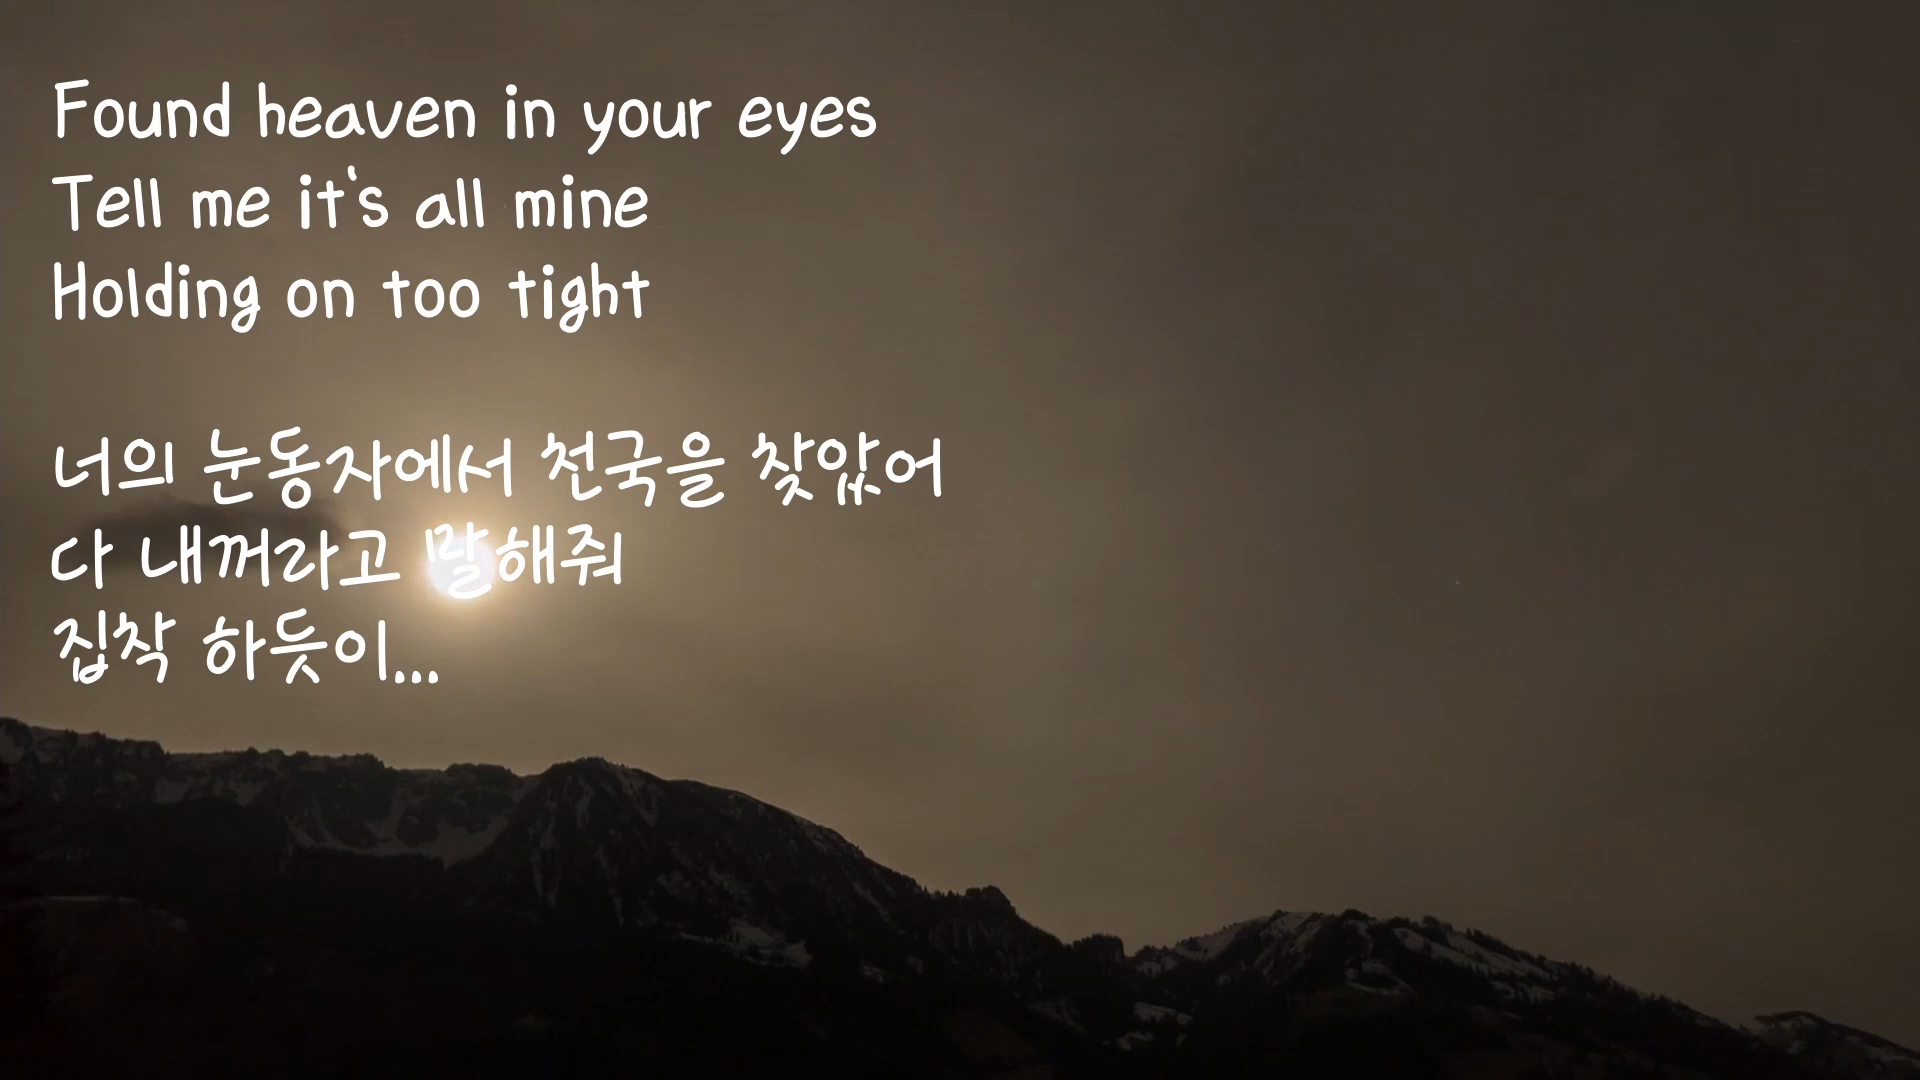 Found heaven in your eyes
Tell me it's all mine
Holding on too tight
너의 눈동자에서 천국을 찾았어
다 내꺼라고 말해줘
집착 하듯이...